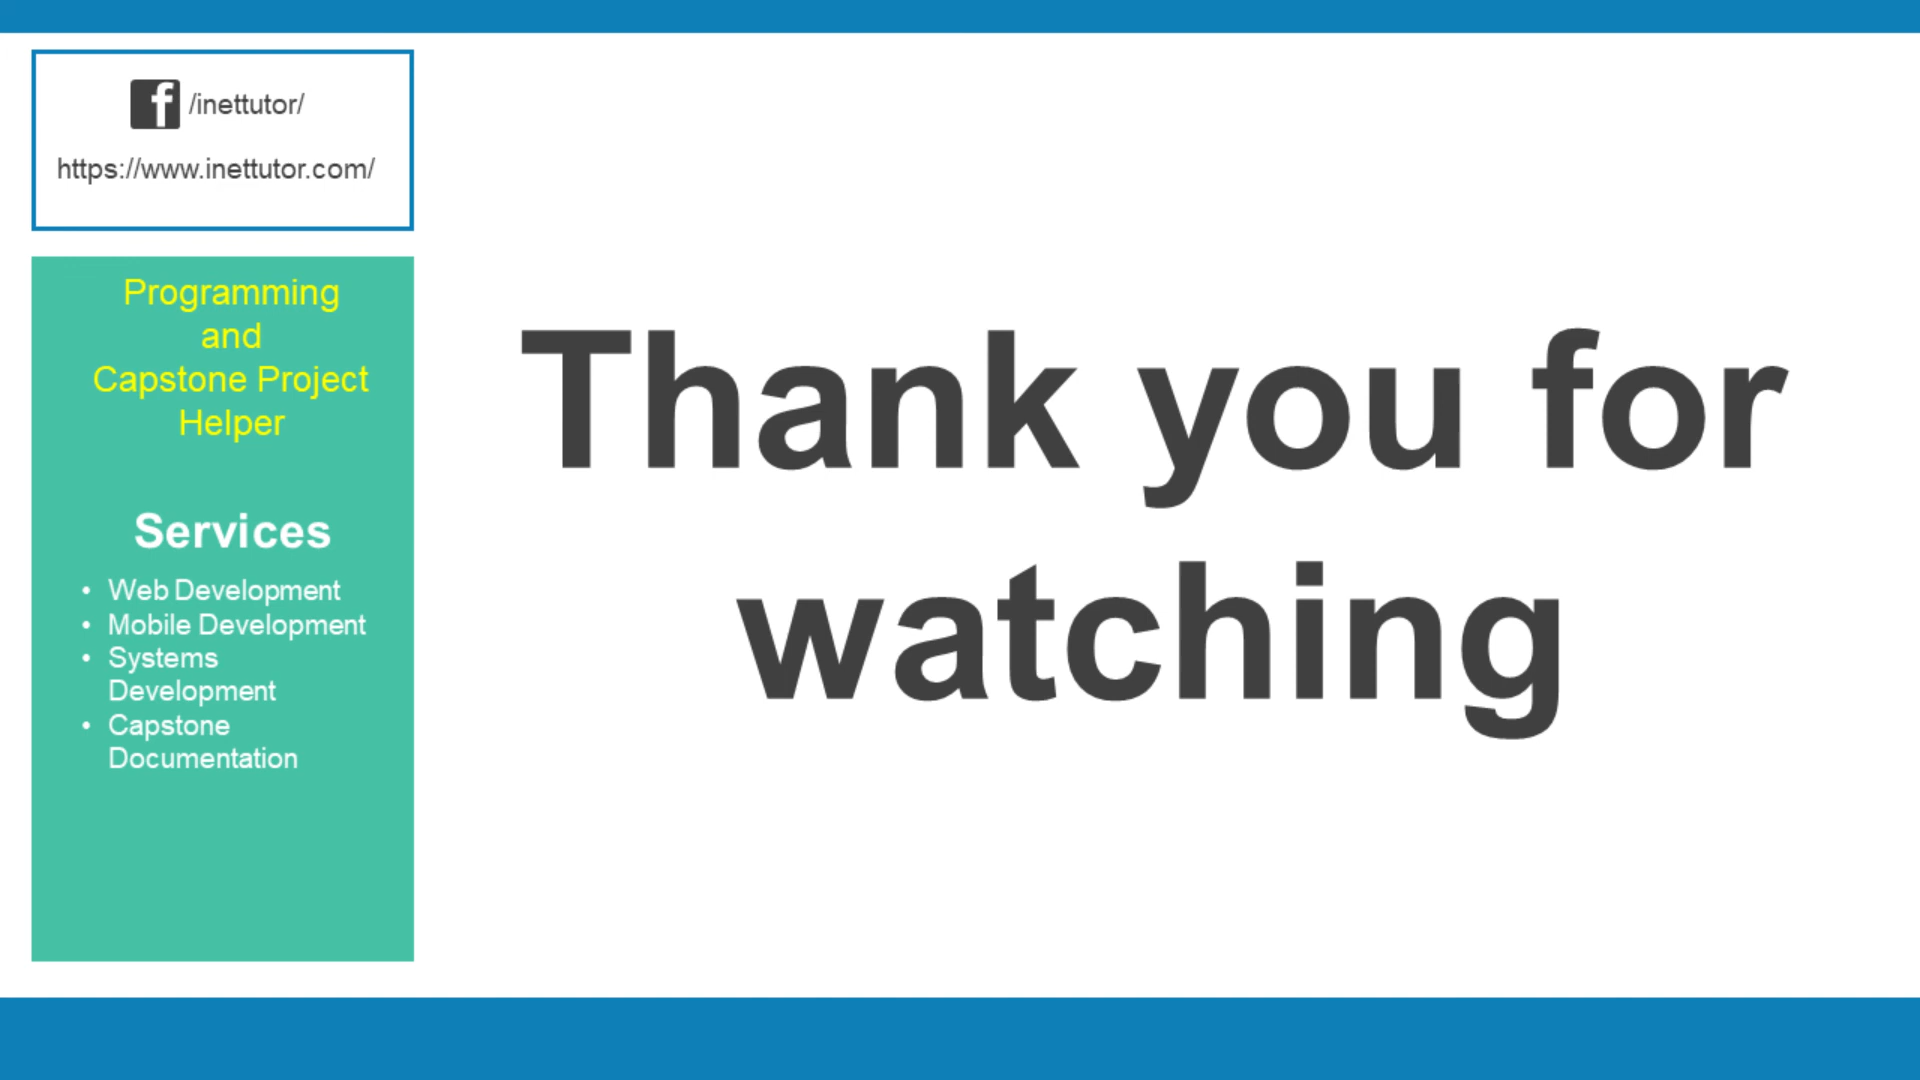 /inettutor/
https://www.inettutor.com/
Programming
and
Capstone Project
Helper
Services
• Web Development
• Mobile Development
• Systems
Development
• Capstone
Documentation
Thank you for
watching